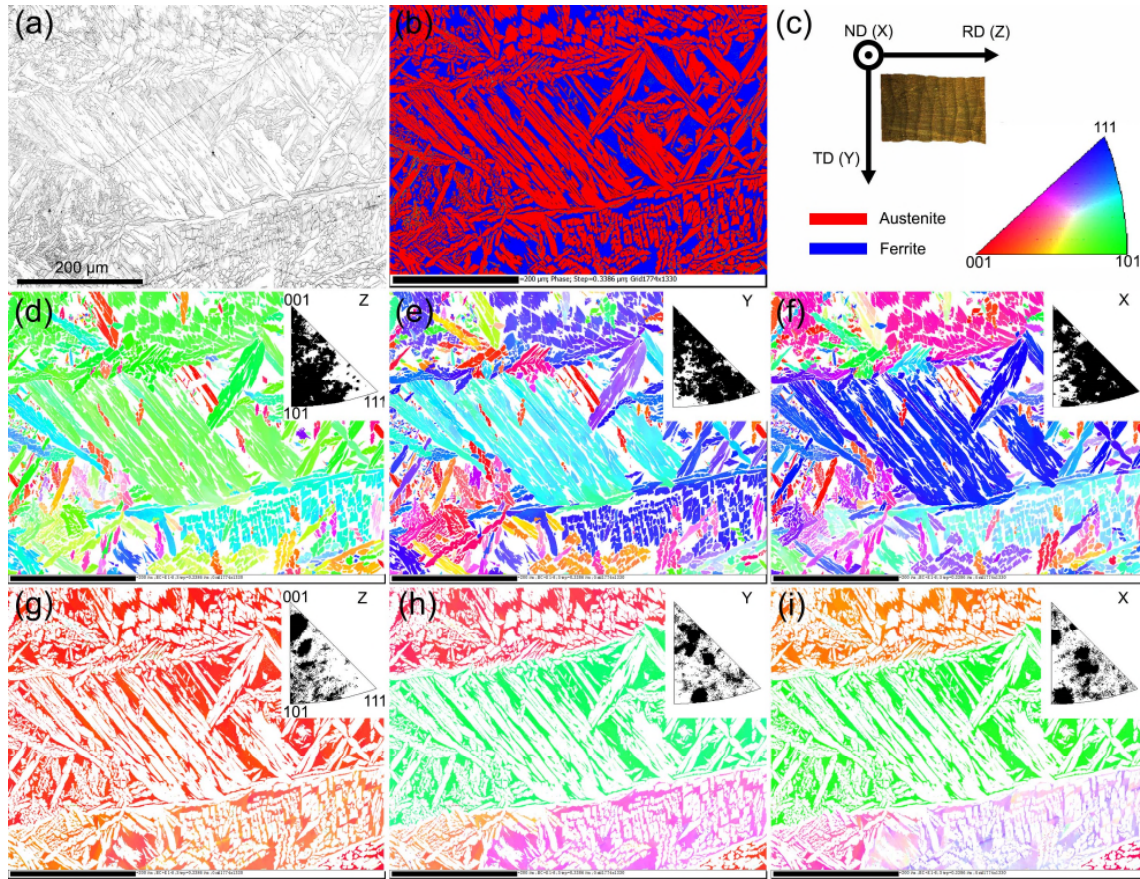 (a)
(b)
(c)
ND (X)
RD (Z)
TD (Y)
111
Austenite
Ferrite
001
101
200 µm
=200 µm; Phase; Step=0.3386 µm; Grid1774x1330
(d)
001
Z
101
111
(e)
Y
(f)
X
(g)
001
Z
101
111
(h)
Y
(i)
X